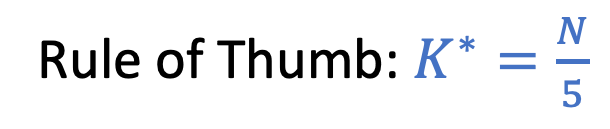 Rule of Thumb: K* = N/5